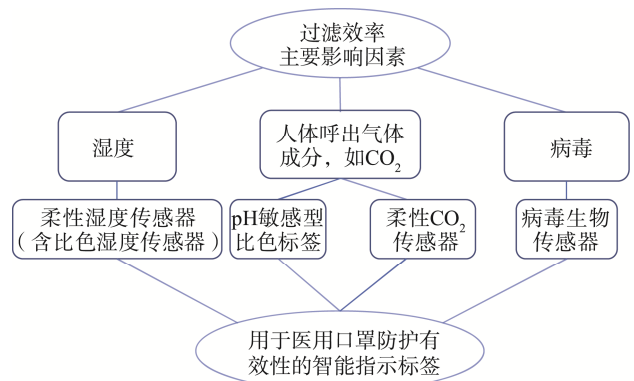 过滤效率
主要影响因素
湿度
人体呼出气体
成分，如CO₂
病毒
柔性湿度传感器
（含比色湿度传感器）
pH敏感型
比色标签
柔性CO₂
传感器
病毒生物
传感器
用于医用口罩防护有
效性的智能指示标签